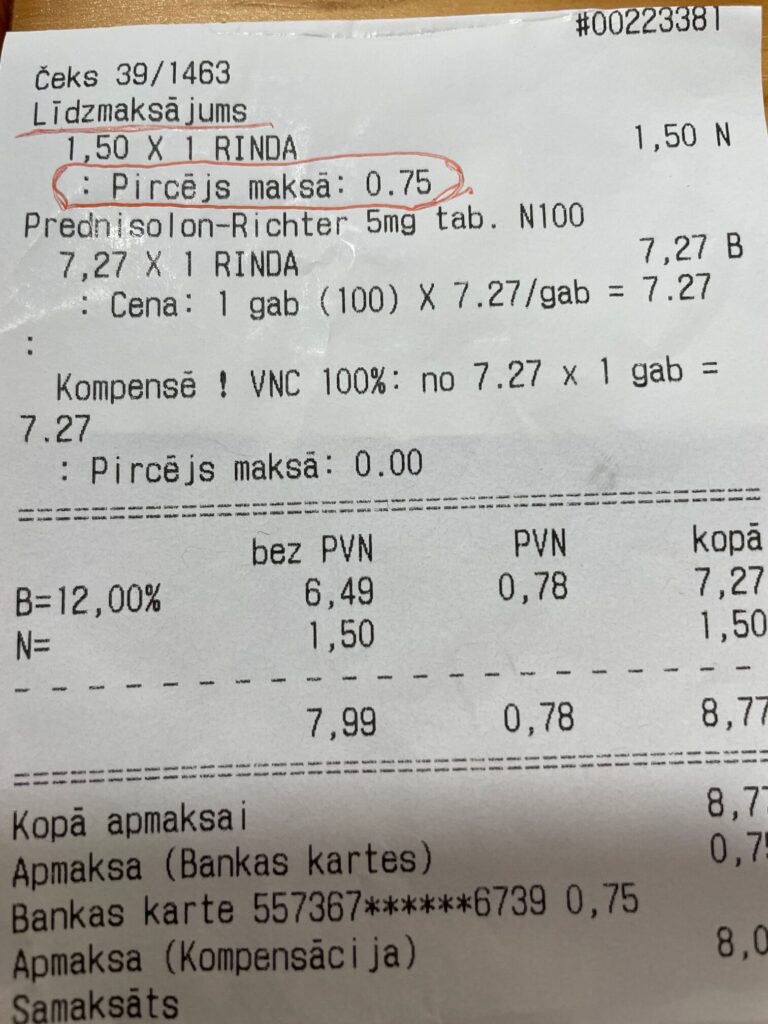 #00223381
Čeks 39/1463
Līdzmaksājums
1,50 X 1 RINDA 1,50 N
: Pircējs maksā: 0.75
Prednisolon-Richter 5mg tab. N100
7,27 X 1 RINDA 7,27 B
: Cena: 1 gab (100) X 7.27/gab = 7.27
:
Kompensē ! VNC 100%: no 7.27 x 1 gab =
7.27
: Pircējs maksā: 0.00
bez PVN PVN kopā
B=12,00% 6,49 0,78 7,27
N= 1,50 1,50
7,99 0,78 8,77
Kopā apmaksai 8,77
Apmaksa (Bankas kartes) 0,75
Bankas karte 557367******6739 0,75
Apmaksa (Kompensācija) 8,0
Samaksāts